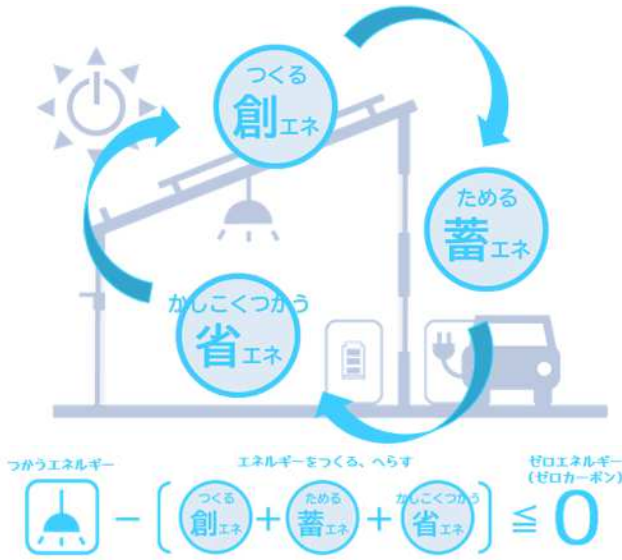 つくる
創エネ
ためる
蓄エネ
かしこくつかう
省エネ
つかうエネルギー
エネルギーをつくる、へらす
ゼロエネルギー
(ゼロカーボン)
つくる ためる かしこくつかう
− [創エネ + 蓄エネ + 省エネ] ≦ 0